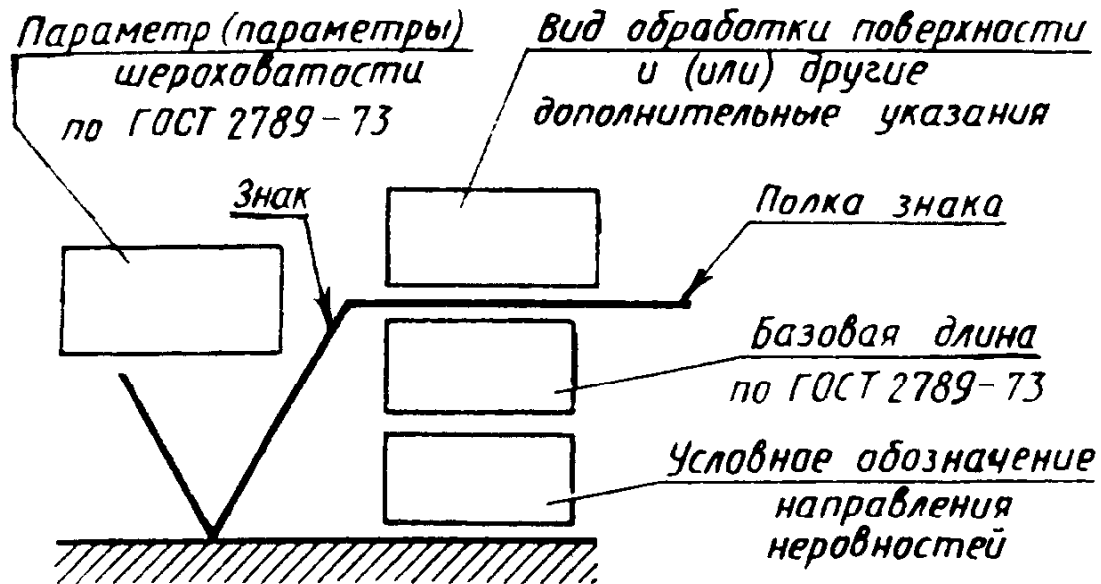 Параметр (параметры)
шероховатости
по ГОСТ 2789-73
Вид обработки поверхности
и (или) другие
дополнительные указания
Знак
Полка знака
Базовая длина
по ГОСТ 2789-73
Условное обозначение
направления
неровностей